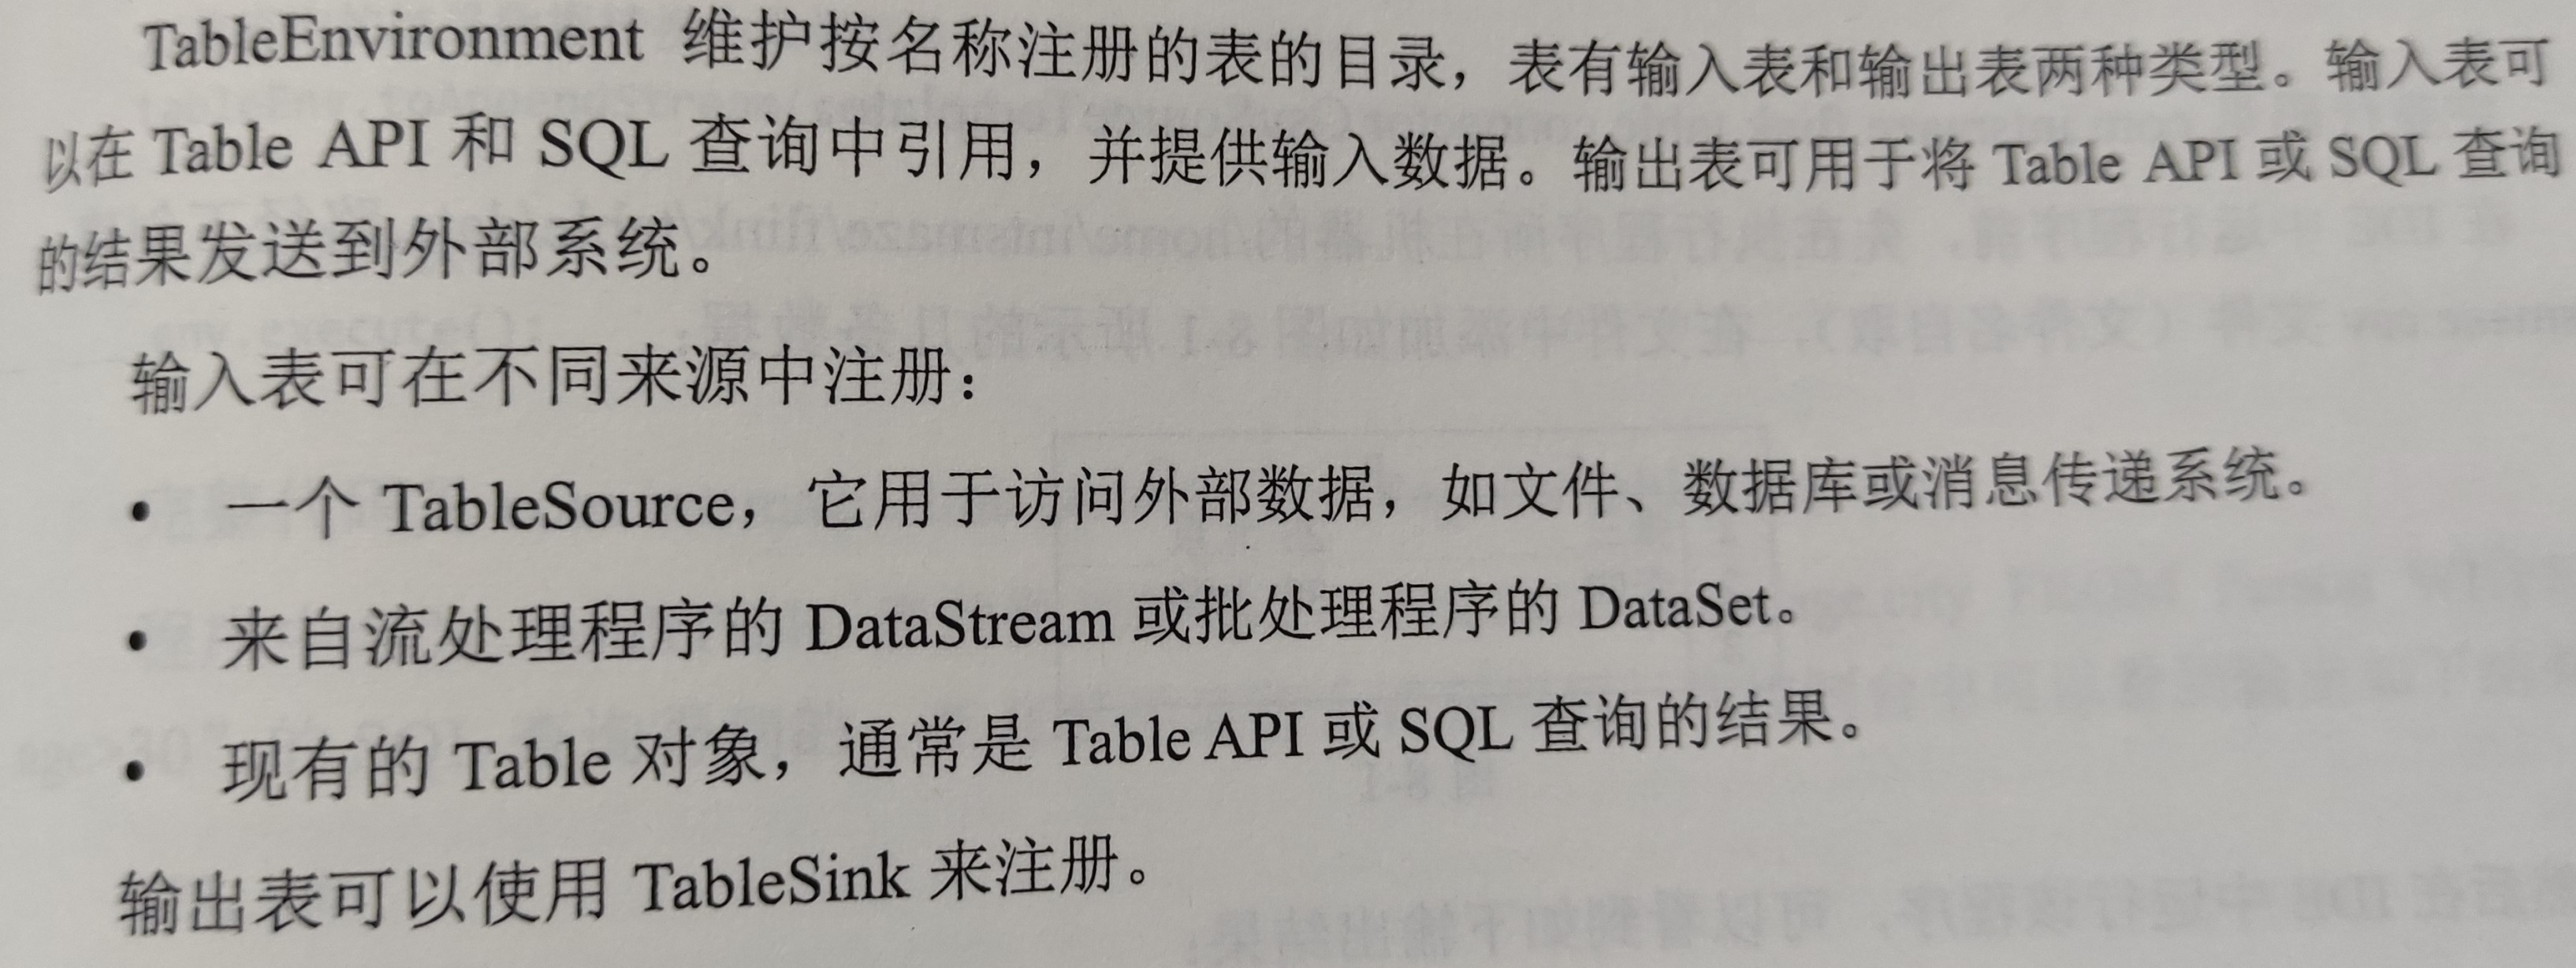 TableEnvironment 维护按名称注册的表的目录，表有输入表和输出表两种类型。输入表可
以在 Table API 和 SQL 查询中引用，并提供输入数据。输出表可用于将 Table API 或 SQL 查询
的结果发送到外部系统。
输入表可在不同来源中注册：
• 一个 TableSource，它用于访问外部数据，如文件、数据库或消息传递系统。
• 来自流处理程序的 DataStream 或批处理程序的 DataSet。
• 现有的 Table 对象，通常是 Table API 或 SQL 查询的结果。
输出表可以使用 TableSink 来注册。